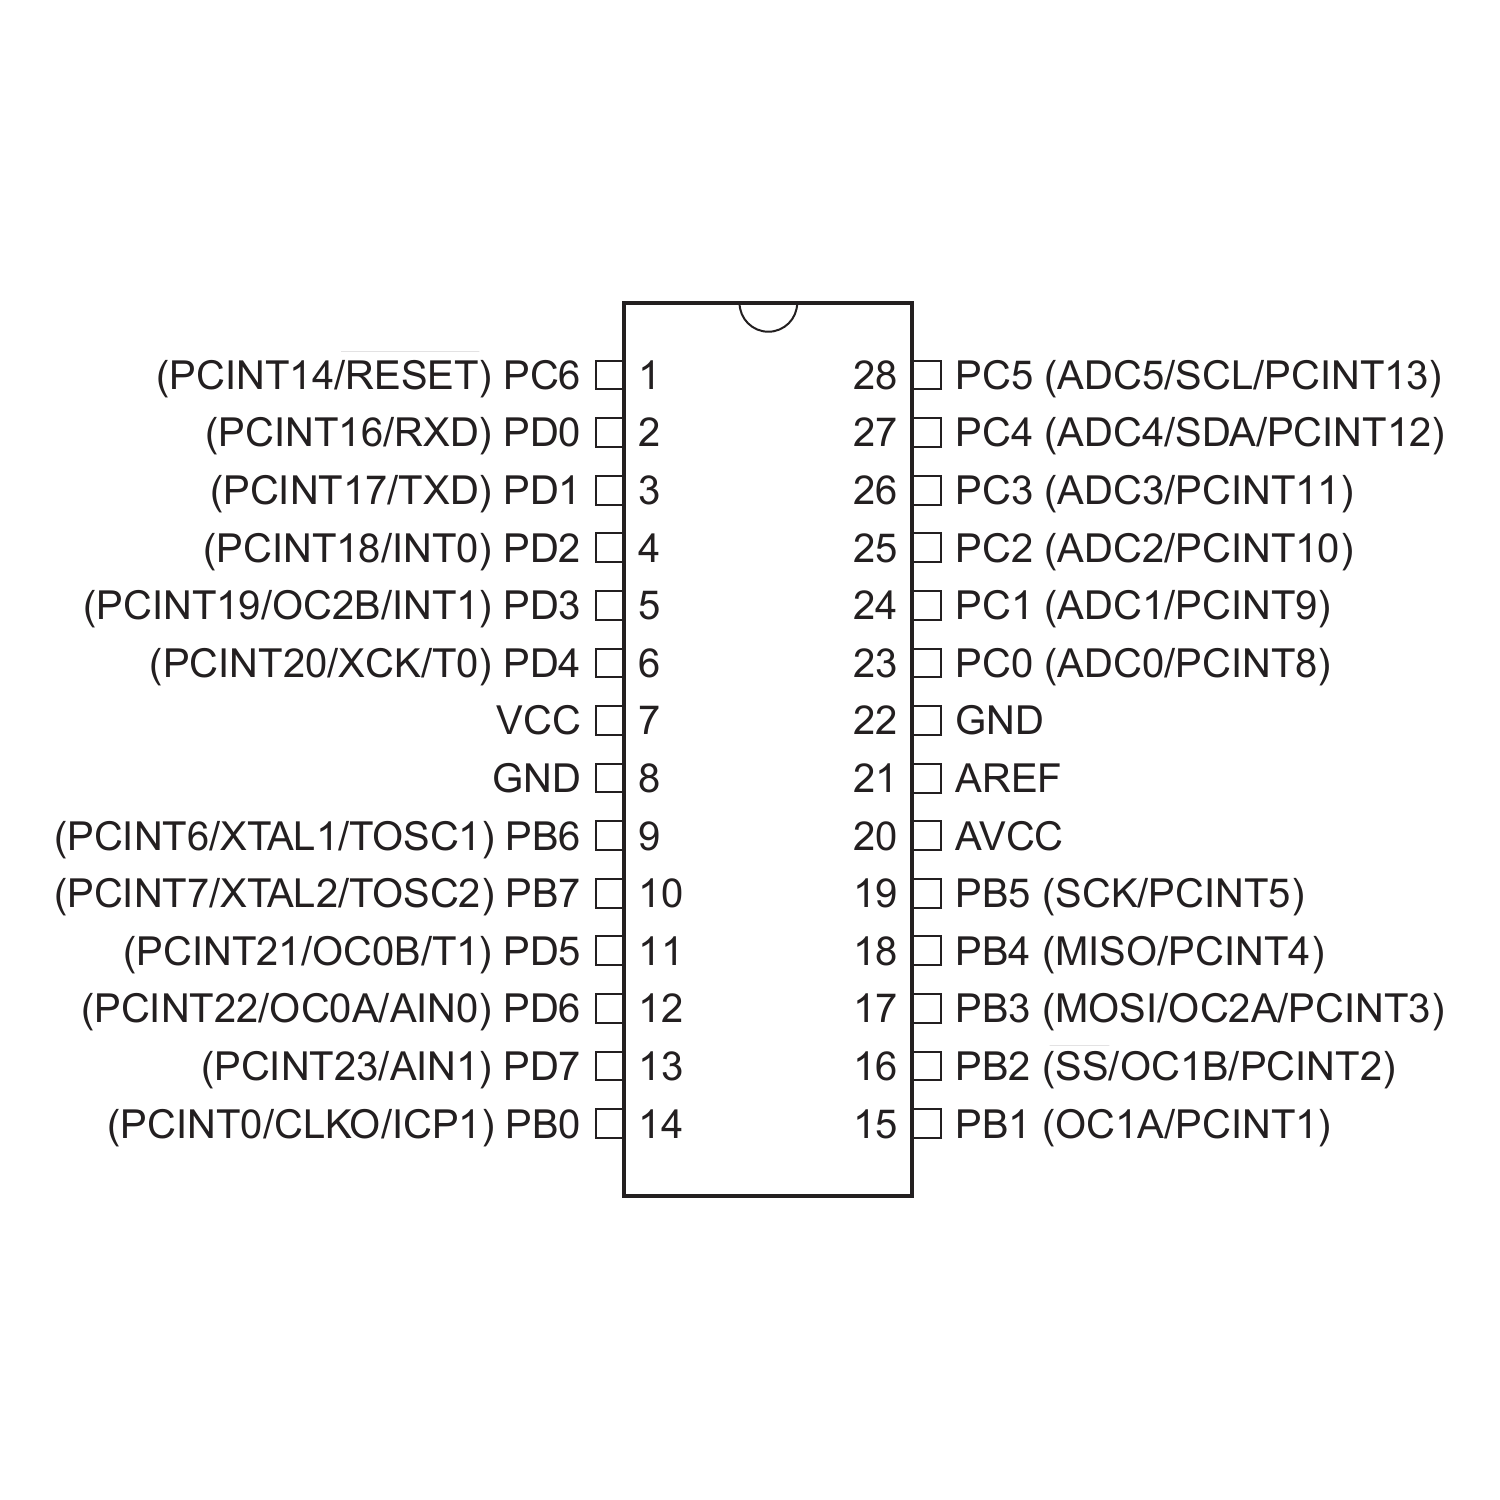 (PCINT14/RESET) PC6 1 28 PC5 (ADC5/SCL/PCINT13)
(PCINT16/RXD) PD0 2 27 PC4 (ADC4/SDA/PCINT12)
(PCINT17/TXD) PD1 3 26 PC3 (ADC3/PCINT11)
(PCINT18/INT0) PD2 4 25 PC2 (ADC2/PCINT10)
(PCINT19/OC2B/INT1) PD3 5 24 PC1 (ADC1/PCINT9)
(PCINT20/XCK/T0) PD4 6 23 PC0 (ADC0/PCINT8)
VCC 7 22 GND
GND 8 21 AREF
(PCINT6/XTAL1/TOSC1) PB6 9 20 AVCC
(PCINT7/XTAL2/TOSC2) PB7 10 19 PB5 (SCK/PCINT5)
(PCINT21/OC0B/T1) PD5 11 18 PB4 (MISO/PCINT4)
(PCINT22/OC0A/AIN0) PD6 12 17 PB3 (MOSI/OC2A/PCINT3)
(PCINT23/AIN1) PD7 13 16 PB2 (SS/OC1B/PCINT2)
(PCINT0/CLKO/ICP1) PB0 14 15 PB1 (OC1A/PCINT1)